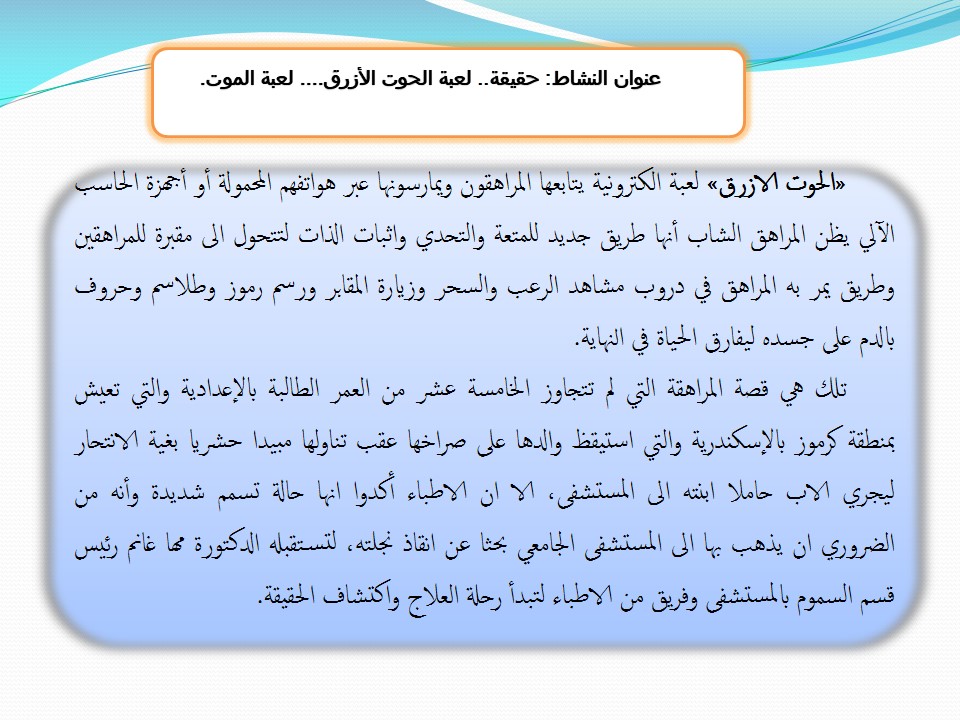 عنوان النشاط: حقيقة.. لعبة الحوت الأزرق.... لعبة الموت.
«الحوت الازرق» لعبة الكترونية يتابعها المراهقون ويمارسونها عبر هواتفهم المحمولة أو أجهزة الحاسب
الآلي يظن المراهق الشاب أنها طريق جديد للمتعة والتحدي واثبات الذات لتتحول الى مقبرة للمراهقين
وطريق يمر به المراهق في دروب مشاهد الرعب والسحر وزيارة المقابر ورسم رموز وطلاسم وحروف
بالدم على جسده ليفارق الحياة في النهاية.
تلك هي قصة المراهقة التي لم تتجاوز الخامسة عشر من العمر الطالبة بالإعدادية والتي تعيش
بمنطقة كرموز بالإسكندرية والتي استيقظ والدها على صراخها عقب تناولها مبيدا حشريا بغية الانتحار
ليجري الاب حاملا ابنته الى المستشفى، الا ان الاطباء أكدوا انها حالة تسمم شديدة وأنه من
الضروري ان يذهب بها الى المستشفى الجامعي بحثا عن انقاذ نجلته، لتستقبله الدكتورة مها غانم رئيس
قسم السموم بالمستشفى وفريق من الاطباء لتبدأ رحلة العلاج واكتشاف الحقيقة.